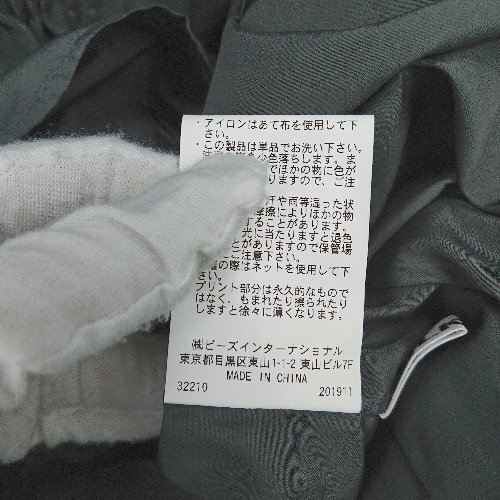 ・アイロンはあて布を使用して下
さい。
・この製品は単品でお洗い下さい。
色落ちします。ま
でほかの物に色が
りますので、ご注
汗や雨等湿った状
摩擦によりほかの物
することがあります。
光に当たりますと退色
ことがありますので保管場
にご注意下さい。
の際はネットを使用して下
さい。
プリント部分は永久的なもので
はなく、もまれたり擦られたり
しますと徐々に薄くなります。
㈱ビーズインターナショナル
東京都目黒区東山1-1-2 東山ビル7F
MADE IN CHINA
32210 201911